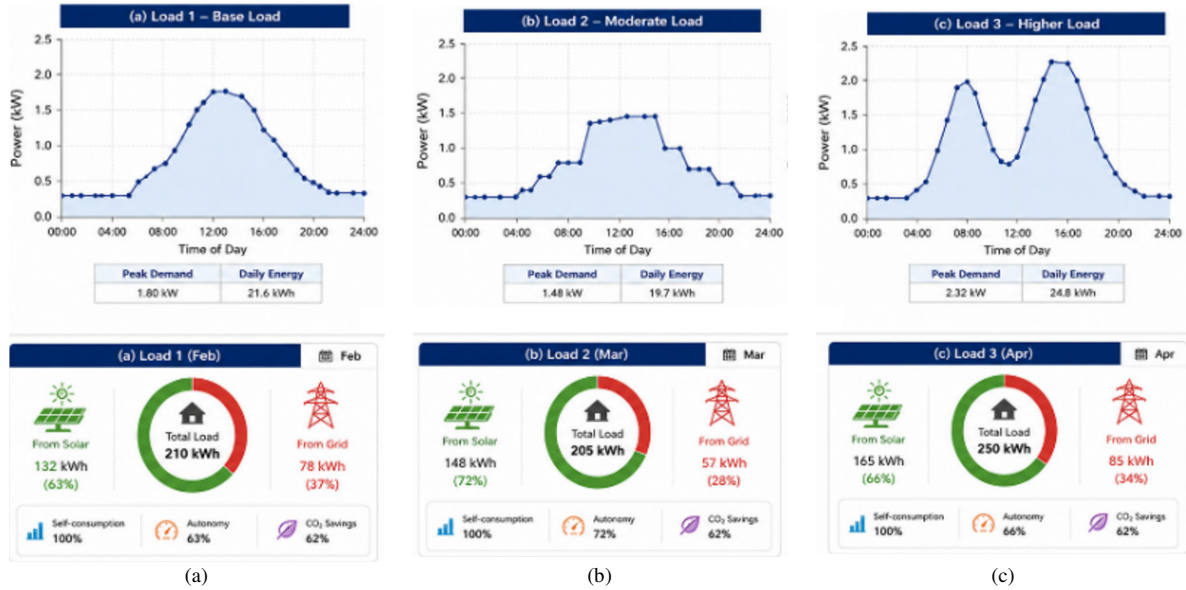 (a) Load 1 – Base Load
2.5
2.0
1.5
1.0
0.5
0.0
Power (kW)
00:00 04:00 08:00 12:00 16:00 20:00 24:00
Time of Day
Peak Demand Daily Energy
1.80 kW 21.6 kWh
(b) Load 2 – Moderate Load
2.5
2.0
1.5
1.0
0.5
0.0
Power (kW)
00:00 04:00 08:00 12:00 16:00 20:00 24:00
Time of Day
Peak Demand Daily Energy
1.48 kW 19.7 kWh
(c) Load 3 – Higher Load
2.5
2.0
1.5
1.0
0.5
0.0
Power (kW)
00:00 04:00 08:00 12:00 16:00 20:00 24:00
Time of Day
Peak Demand Daily Energy
2.32 kW 24.8 kWh
(a) Load 1 (Feb) Feb
From Solar
132 kWh
(63%)
Total Load
210 kWh
From Grid
78 kWh
(37%)
Self-consumption
100%
Autonomy
63%
CO₂ Savings
62%
(a)
(b) Load 2 (Mar) Mar
From Solar
148 kWh
(72%)
Total Load
205 kWh
From Grid
57 kWh
(28%)
Self-consumption
100%
Autonomy
72%
CO₂ Savings
62%
(b)
(c) Load 3 (Apr) Apr
From Solar
165 kWh
(66%)
Total Load
250 kWh
From Grid
85 kWh
(34%)
Self-consumption
100%
Autonomy
66%
CO₂ Savings
62%
(c)